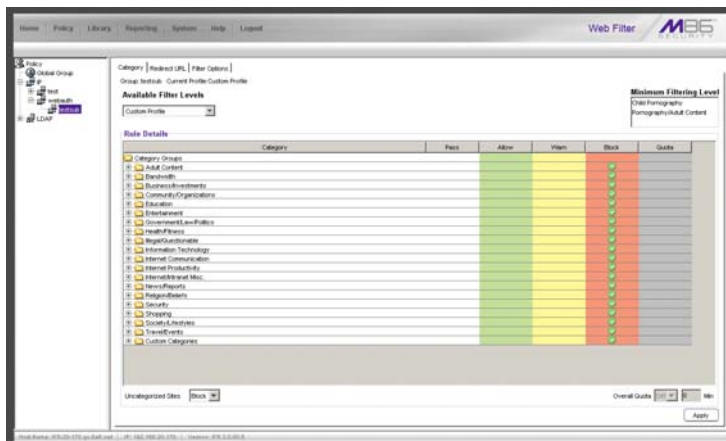 Home Policy Library Reporting System Help Logout
Web Filter
M86 SECURITY
Policy
Global Group
IP
test
webauth
testsub
LDAP
Category Redirect URL Filter Options
Group: testsub Current Profile:Custom Profile
Available Filter Levels
Custom Profile
Minimum Filtering Level
Child Pornography
Pornography/Adult Content
Rule Details
Category Pass Allow Warn Block Quota
Category Groups
Adult Content
Bandwidth
Business/Investments
Community/Organizations
Education
Entertainment
Government/Law/Politics
Health/Fitness
Illegal/Questionable
Information Technology
Internet Communication
Internet Productivity
Internet/Intranet Misc.
News/Reports
Religion/Beliefs
Security
Shopping
Society/Lifestyles
Travel/Events
Custom Categories
Uncategorized Sites Block
Overall Quota Off Min
Apply